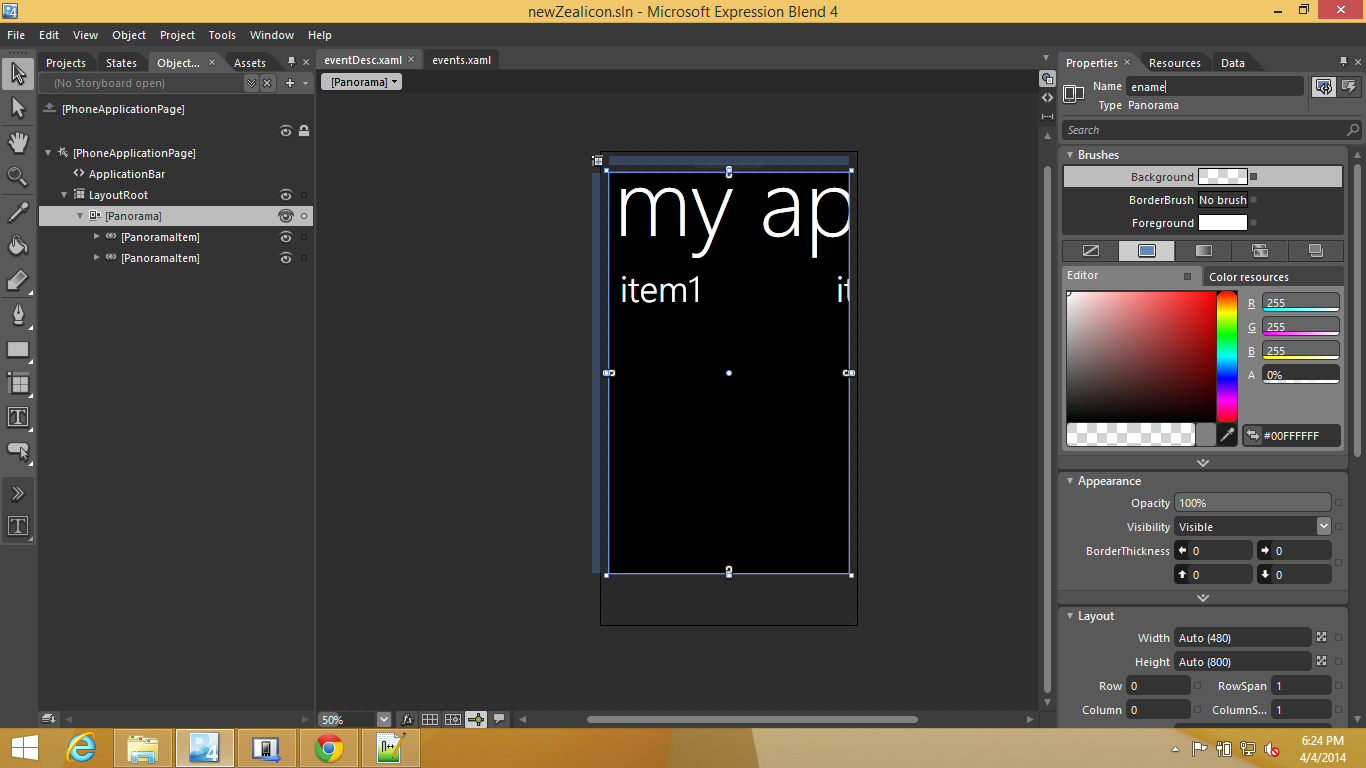 newZealicon.sln - Microsoft Expression Blend 4
File Edit View Object Project Tools Window Help
Projects States Object... × Assets
eventDesc.xaml × events.xaml
Properties × Resources Data
(No Storyboard open)
[Panorama]
Name ename
Type Panorama
[PhoneApplicationPage]
Search
[PhoneApplicationPage]
ApplicationBar
LayoutRoot
[Panorama]
[PanoramaItem]
[PanoramaItem]
my ap
item1 it
Brushes
Background
BorderBrush No brush
Foreground
Editor Color resources
R 255
G 255
B 255
A 0%
#00FFFFFF
Appearance
Opacity 100%
Visibility Visible
BorderThickness 0 0
0 0
Layout
Width Auto (480)
Height Auto (800)
Row 0 RowSpan 1
Column 0 ColumnS... 1
50% fx
4 N++
6:24 PM
4/4/2014